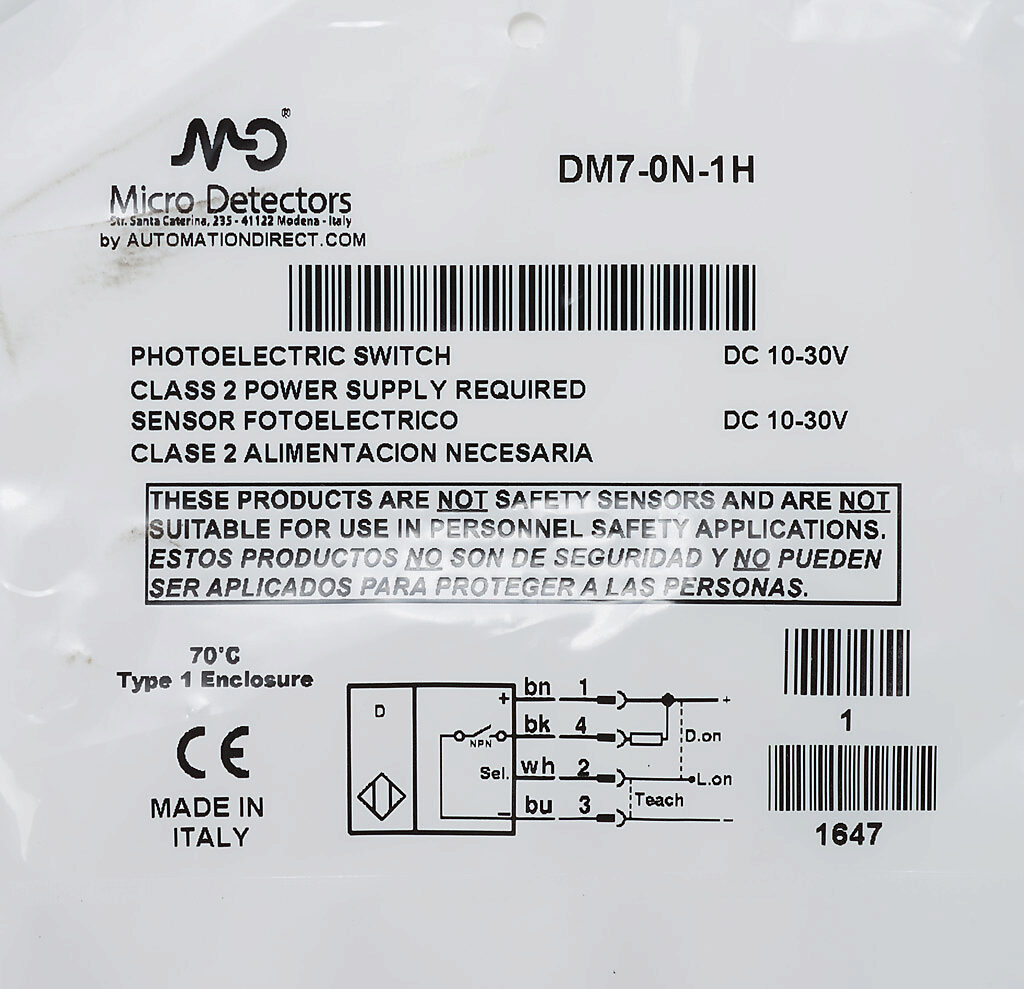 MD®
Micro Detectors
Str. Santa Caterina, 235 - 41122 Modena - Italy
by AUTOMATIONDIRECT.COM
DM7-0N-1H
PHOTOELECTRIC SWITCH DC 10-30V
CLASS 2 POWER SUPPLY REQUIRED
SENSOR FOTOELECTRICO DC 10-30V
CLASE 2 ALIMENTACION NECESARIA
THESE PRODUCTS ARE NOT SAFETY SENSORS AND ARE NOT
SUITABLE FOR USE IN PERSONNEL SAFETY APPLICATIONS.
ESTOS PRODUCTOS NO SON DE SEGURIDAD Y NO PUEDEN
SER APLICADOS PARA PROTEGER A LAS PERSONAS.
70°C
Type 1 Enclosure
CE
MADE IN
ITALY
D
+ bn 1 +
NPN bk 4 D.on
Sel. wh 2 L.on
Teach
- bu 3 -
1
1647